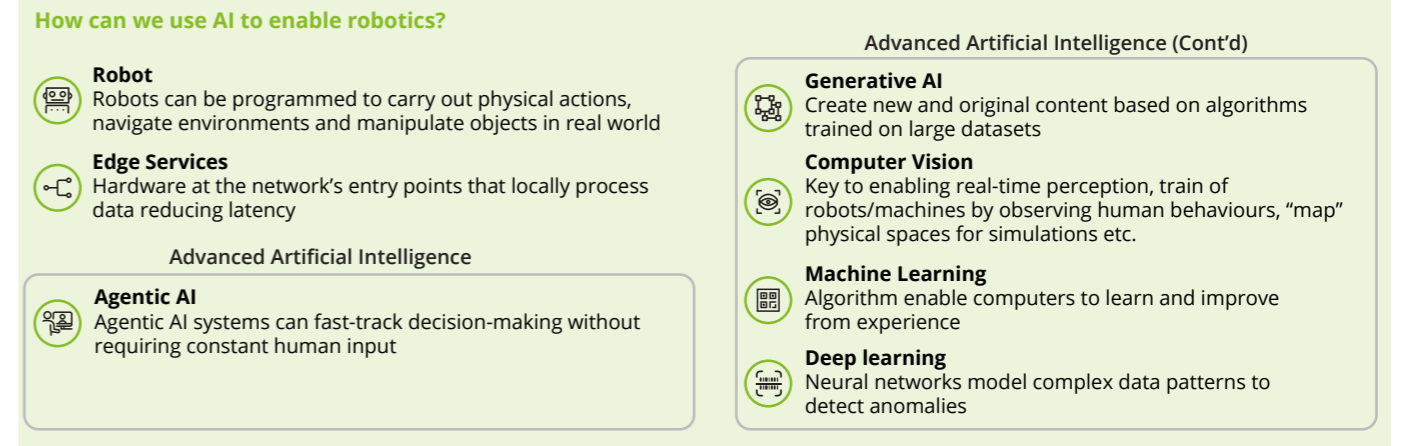 How can we use AI to enable robotics?
Robot
Robots can be programmed to carry out physical actions,
navigate environments and manipulate objects in real world
Edge Services
Hardware at the network’s entry points that locally process
data reducing latency
Advanced Artificial Intelligence
Agentic AI
Agentic AI systems can fast-track decision-making without
requiring constant human input
Advanced Artificial Intelligence (Cont’d)
Generative AI
Create new and original content based on algorithms
trained on large datasets
Computer Vision
Key to enabling real-time perception, train of
robots/machines by observing human behaviours, “map”
physical spaces for simulations etc.
Machine Learning
Algorithm enable computers to learn and improve
from experience
Deep learning
Neural networks model complex data patterns to
detect anomalies